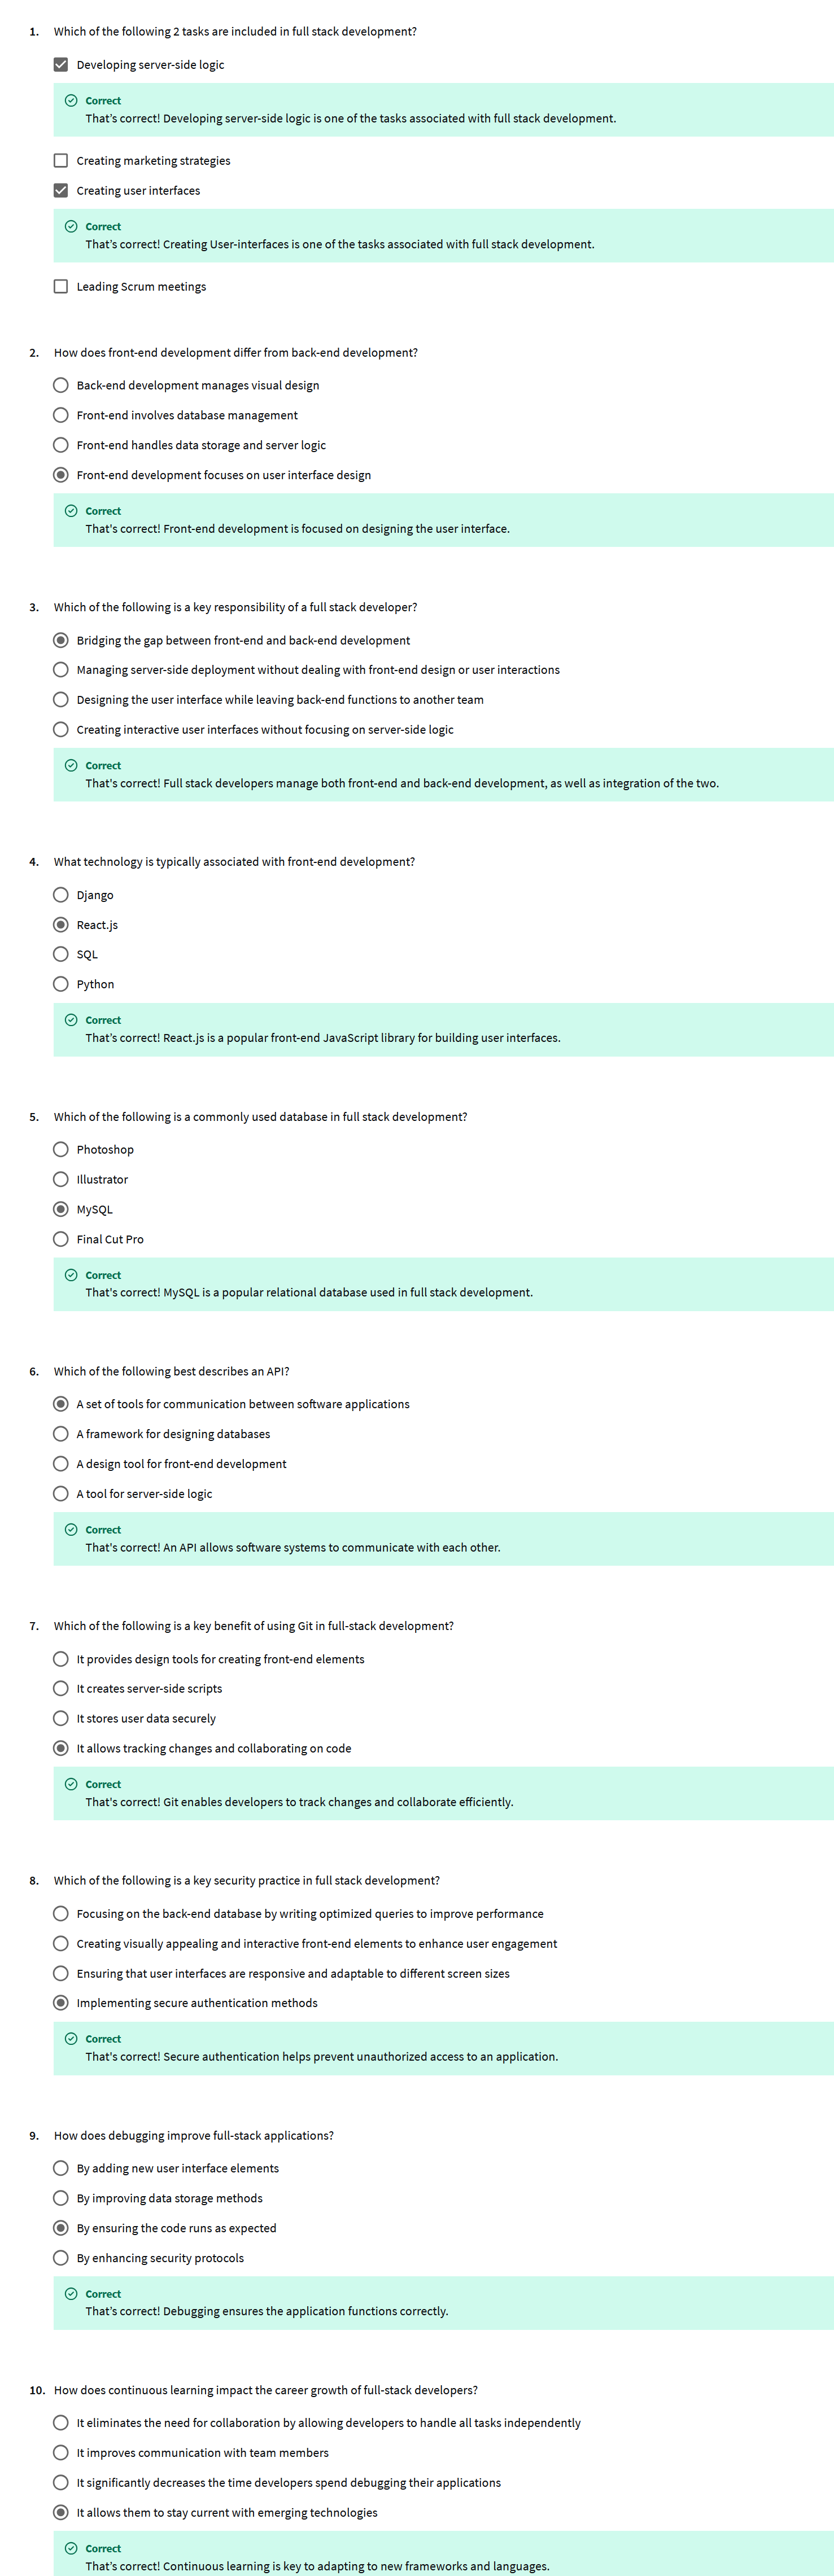 1. Which of the following 2 tasks are included in full stack development?
Developing server-side logic
Correct
That’s correct! Developing server-side logic is one of the tasks associated with full stack development.
Creating marketing strategies
Creating user interfaces
Correct
That’s correct! Creating User-interfaces is one of the tasks associated with full stack development.
Leading Scrum meetings
2. How does front-end development differ from back-end development?
Back-end development manages visual design
Front-end involves database management
Front-end handles data storage and server logic
Front-end development focuses on user interface design
Correct
That's correct! Front-end development is focused on designing the user interface.
3. Which of the following is a key responsibility of a full stack developer?
Bridging the gap between front-end and back-end development
Managing server-side deployment without dealing with front-end design or user interactions
Designing the user interface while leaving back-end functions to another team
Creating interactive user interfaces without focusing on server-side logic
Correct
That's correct! Full stack developers manage both front-end and back-end development, as well as integration of the two.
4. What technology is typically associated with front-end development?
Django
React.js
SQL
Python
Correct
That’s correct! React.js is a popular front-end JavaScript library for building user interfaces.
5. Which of the following is a commonly used database in full stack development?
Photoshop
Illustrator
MySQL
Final Cut Pro
Correct
That's correct! MySQL is a popular relational database used in full stack development.
6. Which of the following best describes an API?
A set of tools for communication between software applications
A framework for designing databases
A design tool for front-end development
A tool for server-side logic
Correct
That's correct! An API allows software systems to communicate with each other.
7. Which of the following is a key benefit of using Git in full-stack development?
It provides design tools for creating front-end elements
It creates server-side scripts
It stores user data securely
It allows tracking changes and collaborating on code
Correct
That's correct! Git enables developers to track changes and collaborate efficiently.
8. Which of the following is a key security practice in full stack development?
Focusing on the back-end database by writing optimized queries to improve performance
Creating visually appealing and interactive front-end elements to enhance user engagement
Ensuring that user interfaces are responsive and adaptable to different screen sizes
Implementing secure authentication methods
Correct
That's correct! Secure authentication helps prevent unauthorized access to an application.
9. How does debugging improve full-stack applications?
By adding new user interface elements
By improving data storage methods
By ensuring the code runs as expected
By enhancing security protocols
Correct
That’s correct! Debugging ensures the application functions correctly.
10. How does continuous learning impact the career growth of full-stack developers?
It eliminates the need for collaboration by allowing developers to handle all tasks independently
It improves communication with team members
It significantly decreases the time developers spend debugging their applications
It allows them to stay current with emerging technologies
Correct
That’s correct! Continuous learning is key to adapting to new frameworks and languages.